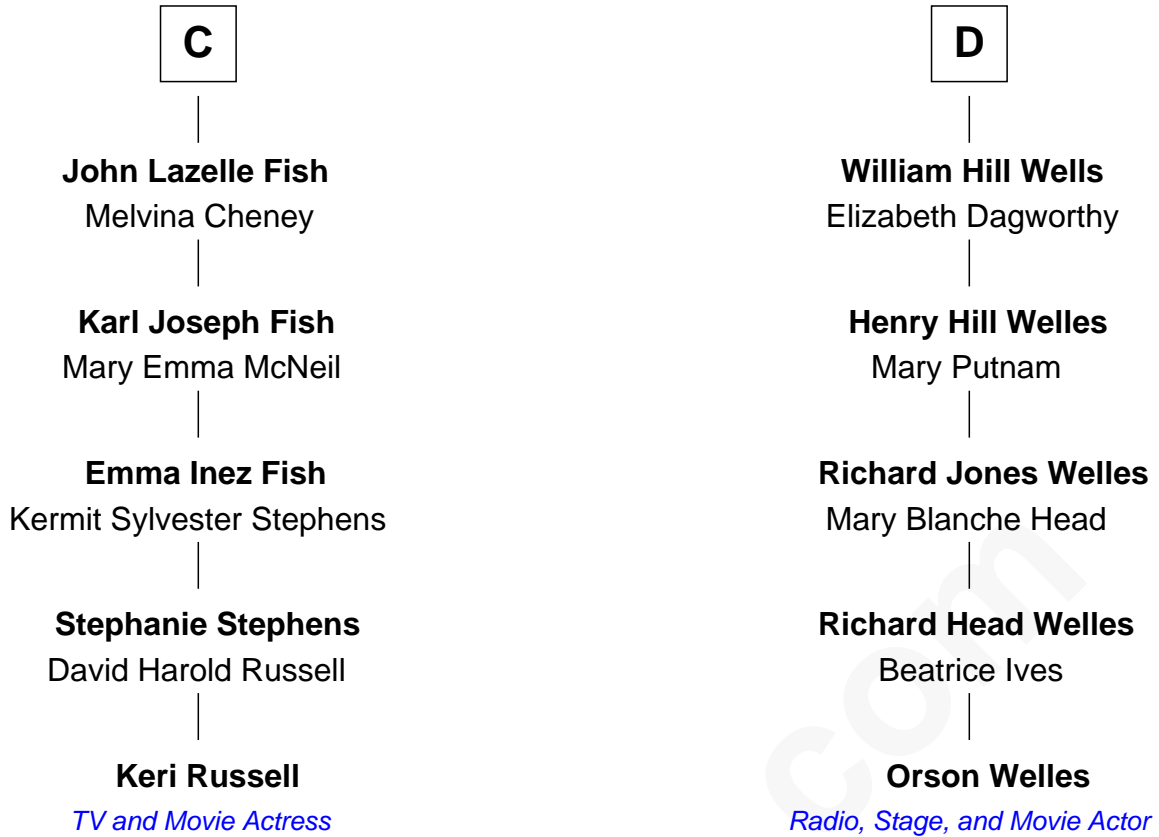 C
John Lazelle Fish
Melvina Cheney
Karl Joseph Fish
Mary Emma McNeil
Emma Inez Fish
Kermit Sylvester Stephens
Stephanie Stephens
David Harold Russell
Keri Russell
TV and Movie Actress
D
William Hill Wells
Elizabeth Dagworthy
Henry Hill Welles
Mary Putnam
Richard Jones Welles
Mary Blanche Head
Richard Head Welles
Beatrice Ives
Orson Welles
Radio, Stage, and Movie Actor
com